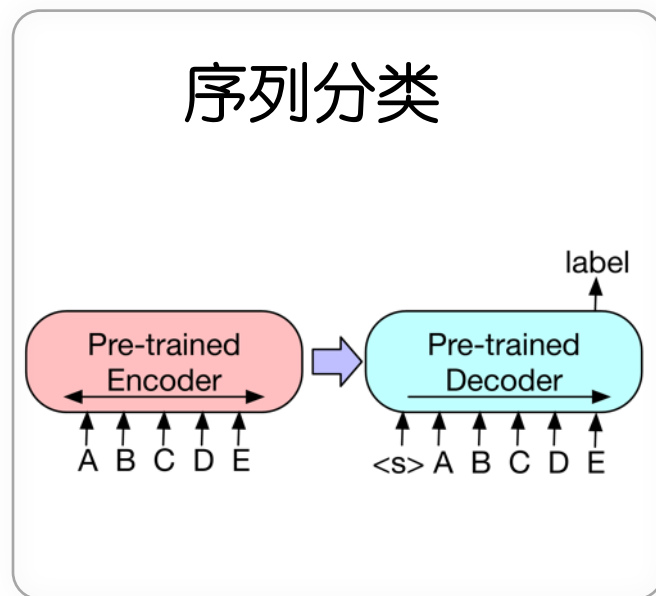 序列分类
label
Pre-trained
Encoder
Pre-trained
Decoder
A B C D E
<s> A B C D E